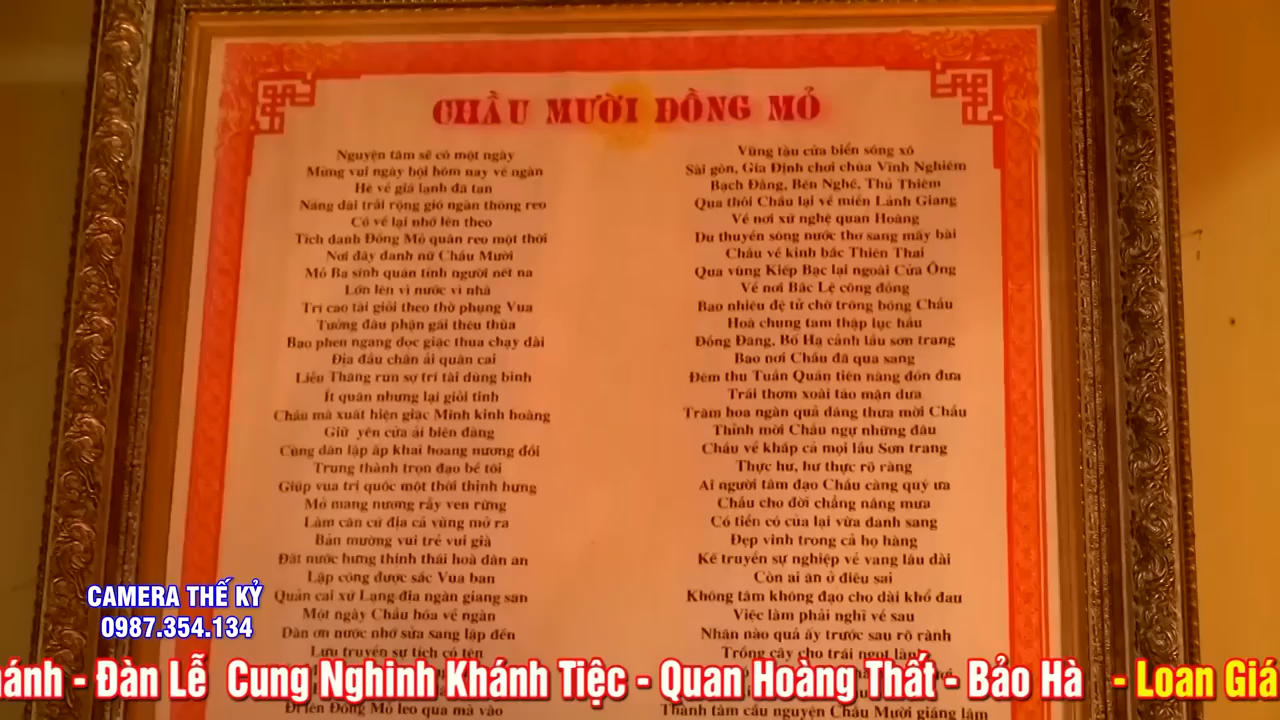 CHẦU MƯỜI ĐỒNG MỎ
Nguyện tâm sẽ có một ngày
Mừng vui ngày hội hôm nay về ngàn
Hè về giá lạnh đã tan
Nắng dài trải rộng gió ngàn thông reo
Cô về lại nhớ lên theo
Tích danh Đồng Mỏ quân reo một thời
Nơi đây danh nữ Chầu Mười
Mỏ Ba sinh quán tính người nết na
Lớn lên vì nước vì nhà
Trí cao tài giỏi theo thờ phụng Vua
Tưởng đâu phận gái thêu thùa
Bao phen ngang dọc giặc thua chạy dài
Địa đầu chấn ải quân cai
Liễu Thăng run sợ trí tài dùng binh
Ít quân nhưng lại giỏi tinh
Chầu mà xuất hiện giặc Minh kinh hoàng
Giữ yên cửa ải biên đăng
Cùng dân lập ấp khai hoang nương đồi
Trung thành trọn đạo bề tôi
Giúp vua trị quốc một thời thịnh hưng
Mở mang nương rẫy ven rừng
Làm căn cứ địa cả vùng mở ra
Bản mường vui trẻ vui già
Đất nước hưng thịnh thái hoà dân an
Lập công được sắc Vua ban
Quản cai xứ Lạng địa ngàn giang san
Một ngày Chầu hóa về ngàn
Dân ơn nước nhớ sửa sang lập đền
Lưu truyền sự tích có tên
Đi lên Đồng Mỏ leo qua mà vào
Vũng tàu cửa biển sóng xô
Sài gòn, Gia Định chơi chùa Vĩnh Nghiêm
Bạch Đằng, Bến Nghé, Thủ Thiêm
Qua thôi Chầu lại về miền Lảnh Giang
Về nơi xứ nghệ quan Hoàng
Du thuyền sông nước thơ sang mấy bài
Chầu về kinh bắc Thiên Thai
Qua vùng Kiếp Bạc lại ngoài Cửa Ông
Về nơi Bắc Lệ công đồng
Bao nhiêu đệ tử chờ trông bóng Chầu
Hoà chung tam thập lục hầu
Đồng Đăng, Bố Hạ cảnh lầu sơn trang
Bao nơi Chầu đã qua sang
Đêm thu Tuần Quán tiên nàng đón đưa
Trái thơm xoài táo mận dưa
Trăm hoa ngàn quả dâng thưa mời Chầu
Thỉnh mời Chầu ngự những đâu
Chầu về khắp cả mọi lầu Sơn trang
Thực hư, hư thực rõ ràng
Ai người tâm đạo Chầu càng quý ưa
Chầu cho đời chẳng nắng mưa
Có tiền có của lại vừa danh sang
Đẹp vinh trong cả họ hàng
Kế truyền sự nghiệp vẻ vang lâu dài
Còn ai ăn ở điêu sai
Không tâm không đạo cho dài khổ đau
Việc làm phải nghĩ về sau
Nhân nào quả ấy trước sau rõ rành
Trồng cây cho trái ngọt lành
Thành tâm cầu nguyện Chầu Mười giáng lâm
CAMERA THẾ KỶ
0987.354.134
hánh - Đàn Lễ Cung Nghinh Khánh Tiệc - Quan Hoàng Thất - Bảo Hà - Loan Giá